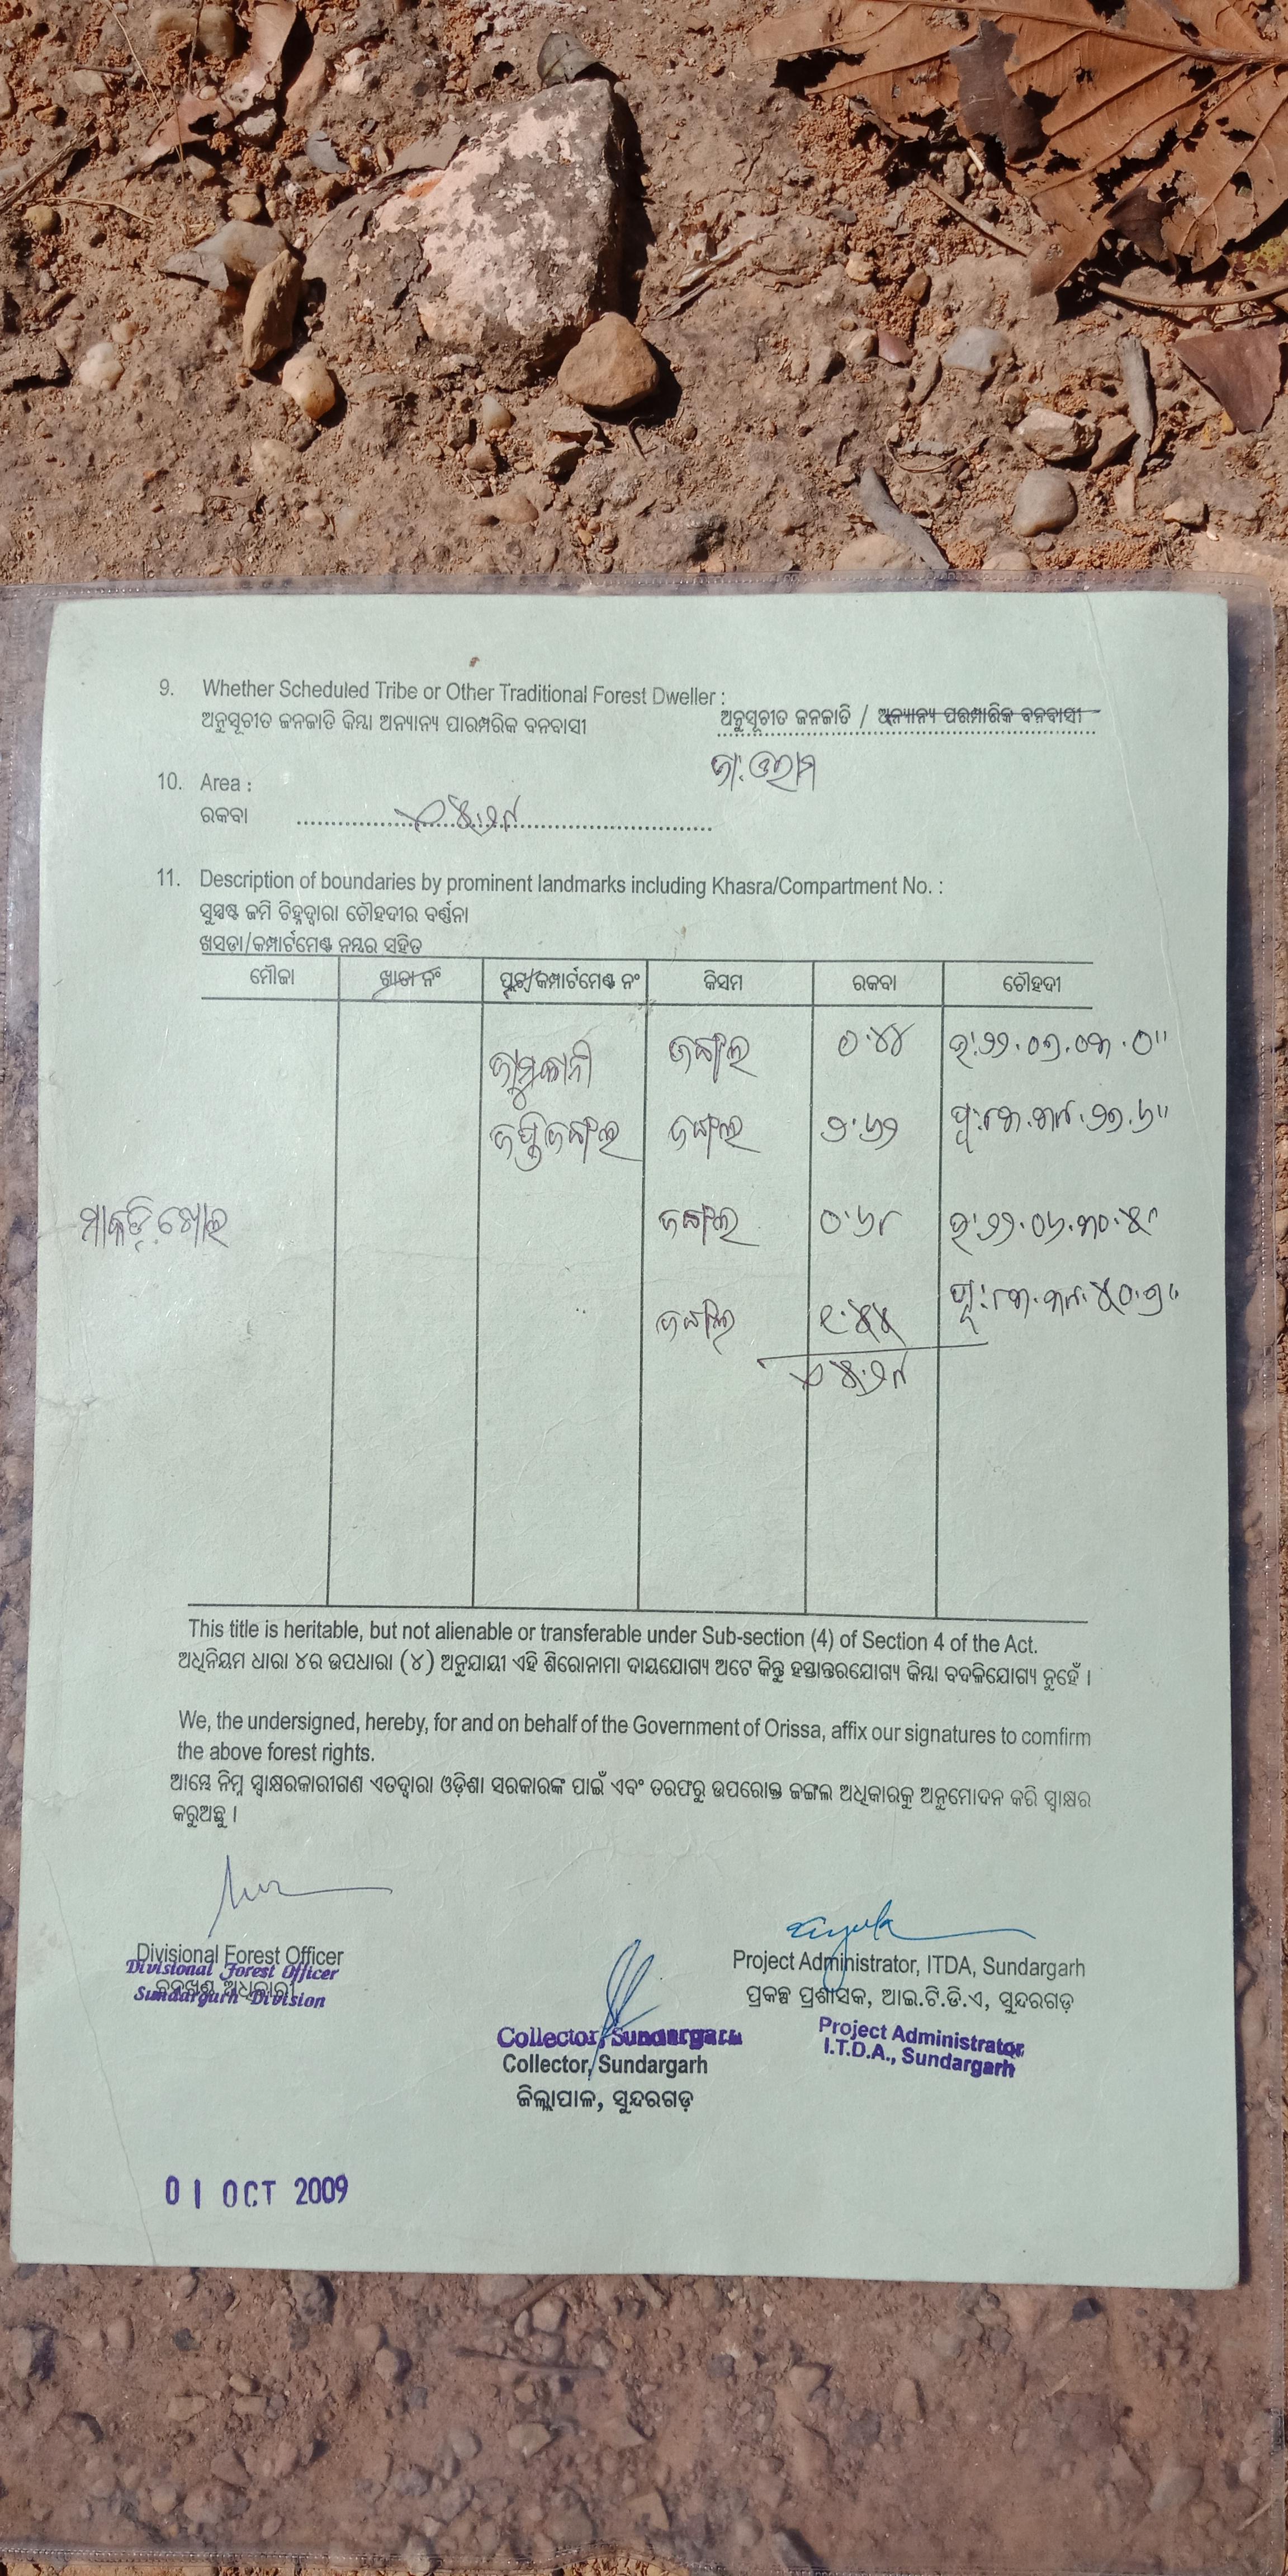 9. Whether Scheduled Tribe or Other Traditional Forest Dweller :
ଅନୁସୂଚୀତ ଜନଜାତି କିମ୍ବା ଅନ୍ୟାନ୍ୟ ପାରମ୍ପରିକ ବନବାସୀ
ଅନୁସୂଚୀତ ଜନଜାତି / ଅନ୍ୟାନ୍ୟ ପାରମ୍ପାରିକ ବନବାସୀ
ଜା:ଓରାମ
10. Area :
ରକବା
11. Description of boundaries by prominent landmarks including Khasra/Compartment No. :
ସୁସ୍ପଷ୍ଟ ଜମି ଚିହ୍ନଦ୍ୱାରା ଚୌହଦୀର ବର୍ଣ୍ଣନା
ଖସଡା/କମ୍ପାର୍ଟମେଣ୍ଟ ନମ୍ବର ସହିତ
ମୌଜା ଖାତା ନଂ ପ୍ଲଟ/କମ୍ପାର୍ଟମେଣ୍ଟ ନଂ କିସମ ରକବା ଚୌହଦୀ
ଜଙ୍ଗଲ ୦.୪୪
ଜଙ୍ଗଲ ୨.୬୨
ଜଙ୍ଗଲ
ଜଙ୍ଗଲ
This title is heritable, but not alienable or transferable under Sub-section (4) of Section 4 of the Act.
ଅଧିନିୟମ ଧାରା ୪ର ଉପଧାରା (୪) ଅନୁଯାୟୀ ଏହି ଶିରୋନାମା ଦାୟଯୋଗ୍ୟ ଅଟେ କିନ୍ତୁ ହସ୍ତାନ୍ତରଯୋଗ୍ୟ କିମ୍ବା ବଦଳିଯୋଗ୍ୟ ନୁହେଁ ।
We, the undersigned, hereby, for and on behalf of the Government of Orissa, affix our signatures to comfirm
the above forest rights.
ଆମ୍ଭେ ନିମ୍ନ ସ୍ୱାକ୍ଷରକାରୀଗଣ ଏତଦ୍ୱାରା ଓଡ଼ିଶା ସରକାରଙ୍କ ପାଇଁ ଏବଂ ତରଫରୁ ଉପରୋକ୍ତ ଜଙ୍ଗଲ ଅଧିକାରକୁ ଅନୁମୋଦନ କରି ସ୍ୱାକ୍ଷର
କରୁଅଛୁ ।
Divisional Forest Officer
Divisional Forest Officer
Sundargarh Division
Project Administrator, ITDA, Sundargarh
ପ୍ରକଳ୍ପ ପ୍ରଶାସକ, ଆଇ.ଟି.ଡି.ଏ, ସୁନ୍ଦରଗଡ଼
Project Administrator
I.T.D.A., Sundargarh
Collector, Sundargarh
Collector, Sundargarh
ଜିଲ୍ଲାପାଳ, ସୁନ୍ଦରଗଡ଼
01 OCT 2009